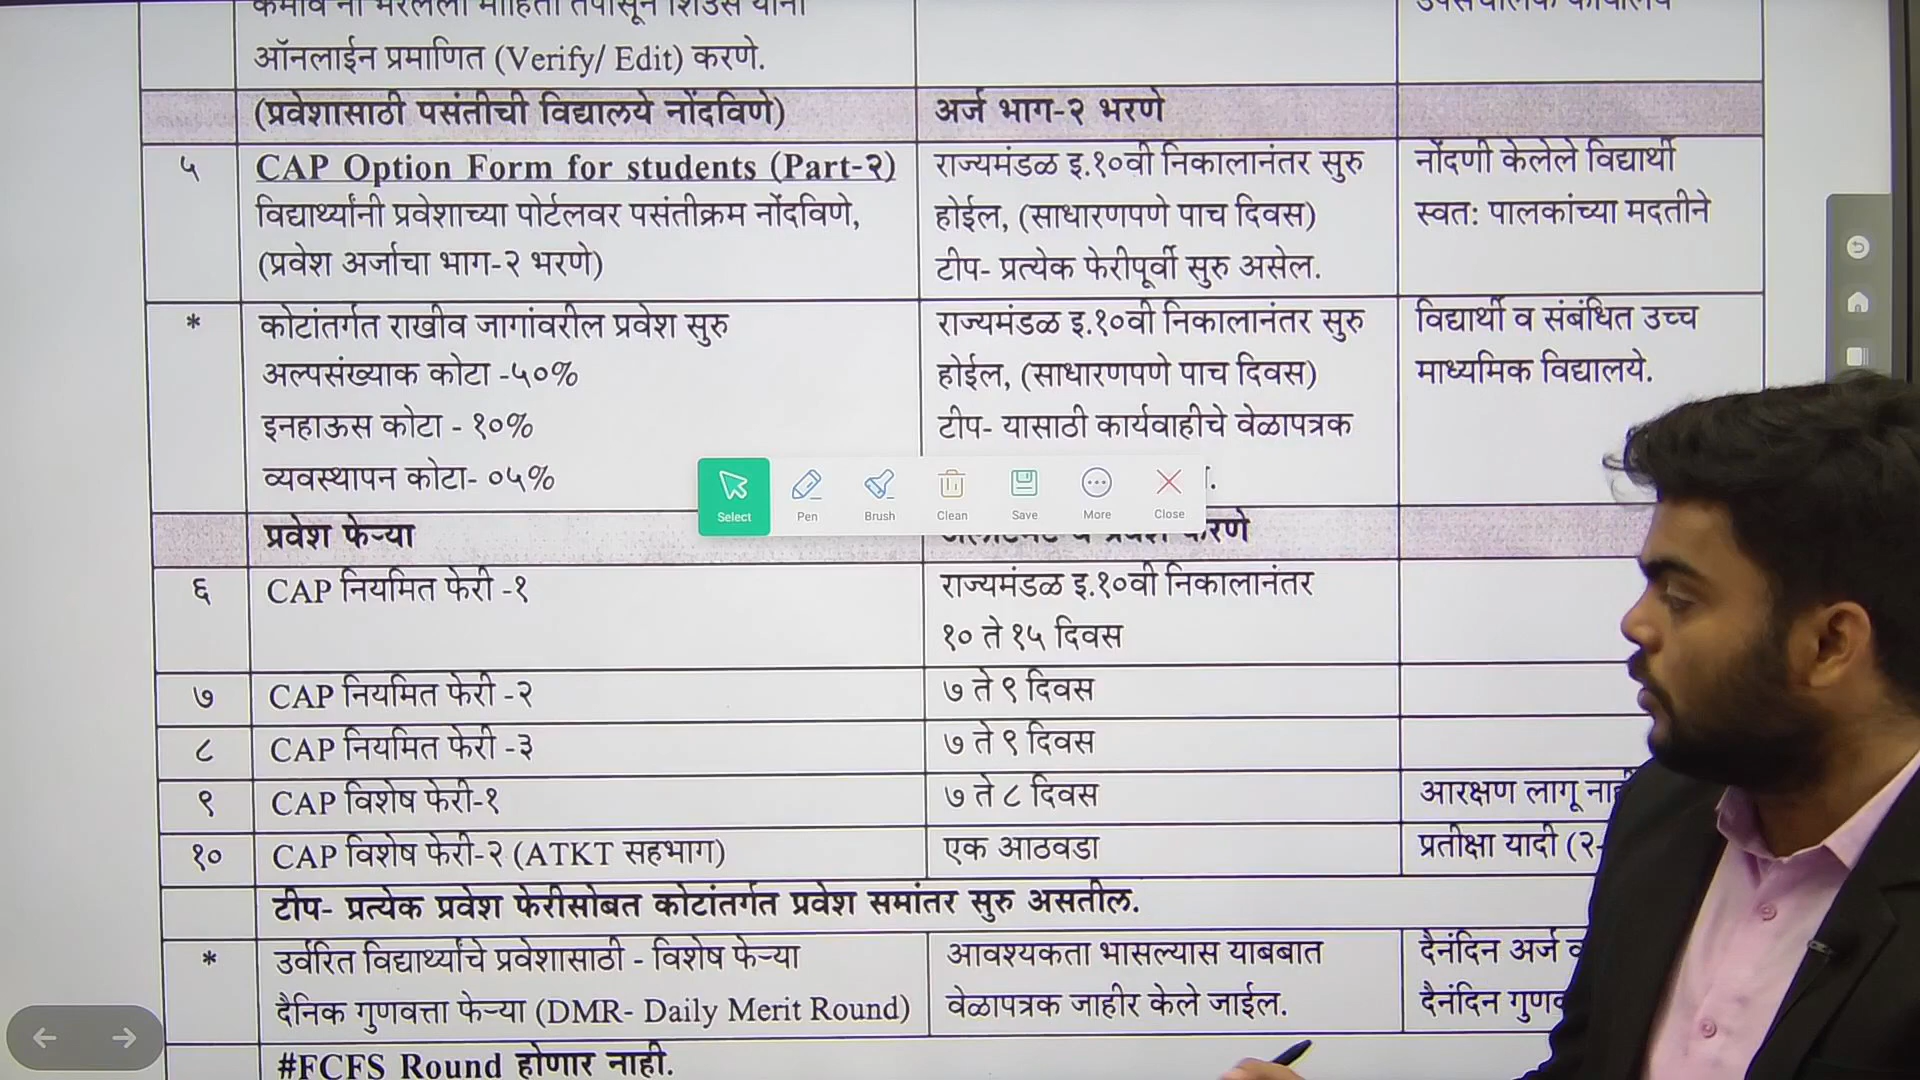 ऑनलाईन प्रमाणित (Verify/ Edit) करणे.
(प्रवेशासाठी पसंतीची विद्यालये नोंदविणे)
अर्ज भाग-२ भरणे
५
CAP Option Form for students (Part-२)
विद्यार्थ्यांनी प्रवेशाच्या पोर्टलवर पसंतीक्रम नोंदविणे,
(प्रवेश अर्जाचा भाग-२ भरणे)
राज्यमंडळ इ.१०वी निकालानंतर सुरु
होईल, (साधारणपणे पाच दिवस)
टीप- प्रत्येक फेरीपूर्वी सुरु असेल.
नोंदणी केलेले विद्यार्थी
स्वत: पालकांच्या मदतीने
*
कोटांतर्गत राखीव जागांवरील प्रवेश सुरु
अल्पसंख्याक कोटा -५०%
इनहाऊस कोटा - १०%
व्यवस्थापन कोटा- ०५%
राज्यमंडळ इ.१०वी निकालानंतर सुरु
होईल, (साधारणपणे पाच दिवस)
टीप- यासाठी कार्यवाहीचे वेळापत्रक
विद्यार्थी व संबंधित उच्च
माध्यमिक विद्यालये.
Select
Pen
Brush
Clean
Save
More
Close
प्रवेश फेऱ्या
६
CAP नियमित फेरी -१
राज्यमंडळ इ.१०वी निकालानंतर
१० ते १५ दिवस
७
CAP नियमित फेरी -२
७ ते ९ दिवस
८
CAP नियमित फेरी -३
७ ते ९ दिवस
९
CAP विशेष फेरी-१
७ ते ८ दिवस
आरक्षण लागू
१०
CAP विशेष फेरी-२ (ATKT सहभाग)
एक आठवडा
प्रतीक्षा यादी (२-
टीप- प्रत्येक प्रवेश फेरीसोबत कोटांतर्गत प्रवेश समांतर सुरु असतील.
*
उर्वरित विद्यार्थ्यांचे प्रवेशासाठी - विशेष फेऱ्या
दैनिक गुणवत्ता फेऱ्या (DMR- Daily Merit Round)
आवश्यकता भासल्यास याबबात
वेळापत्रक जाहीर केले जाईल.
दैनंदिन अर्ज
दैनंदिन
#FCFS Round होणार नाही.